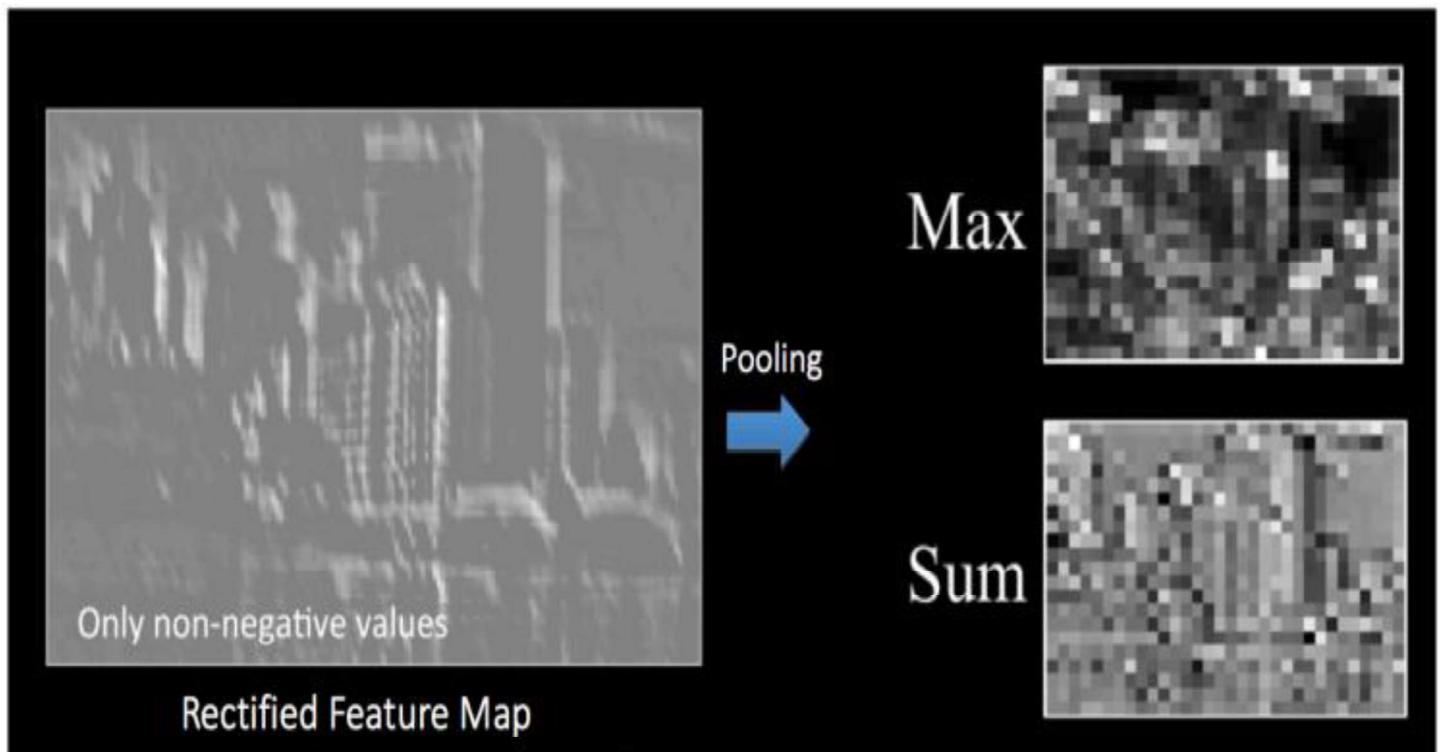 Only non-negative values
Rectified Feature Map
Pooling
Max
Sum